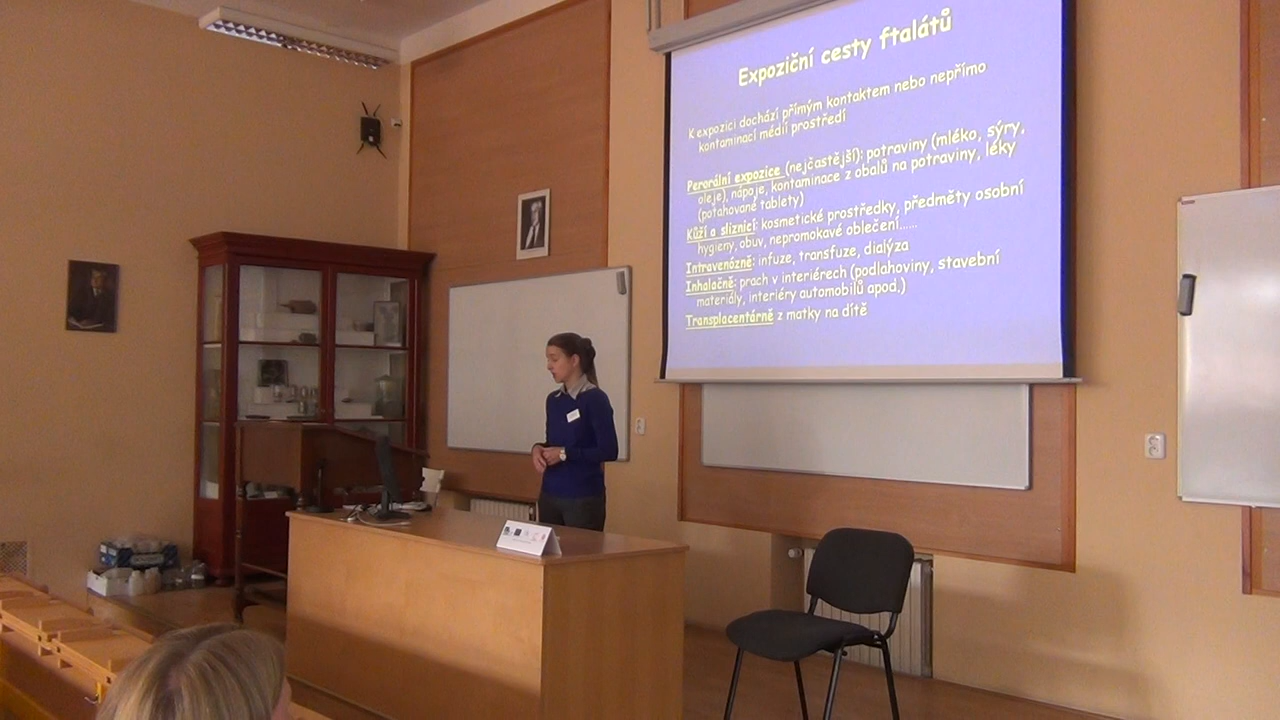 Expoziční cesty ftalátů
K expozici dochází přímým kontaktem nebo nepřímo
kontaminací médií prostředí
Perorální expozice (nejčastější): potraviny (mléko, sýry,
oleje), nápoje, kontaminace z obalů na potraviny, léky
(potahované tablety)
Kůží a sliznicí: kosmetické prostředky, předměty osobní
hygieny, obuv, nepromokavé oblečení......
Intravenózně: infuze, transfuze, dialýza
Inhalačně: prach v interiérech (podlahoviny, stavební
materiály, interiéry automobilů apod.)
Transplacentárně z matky na dítě